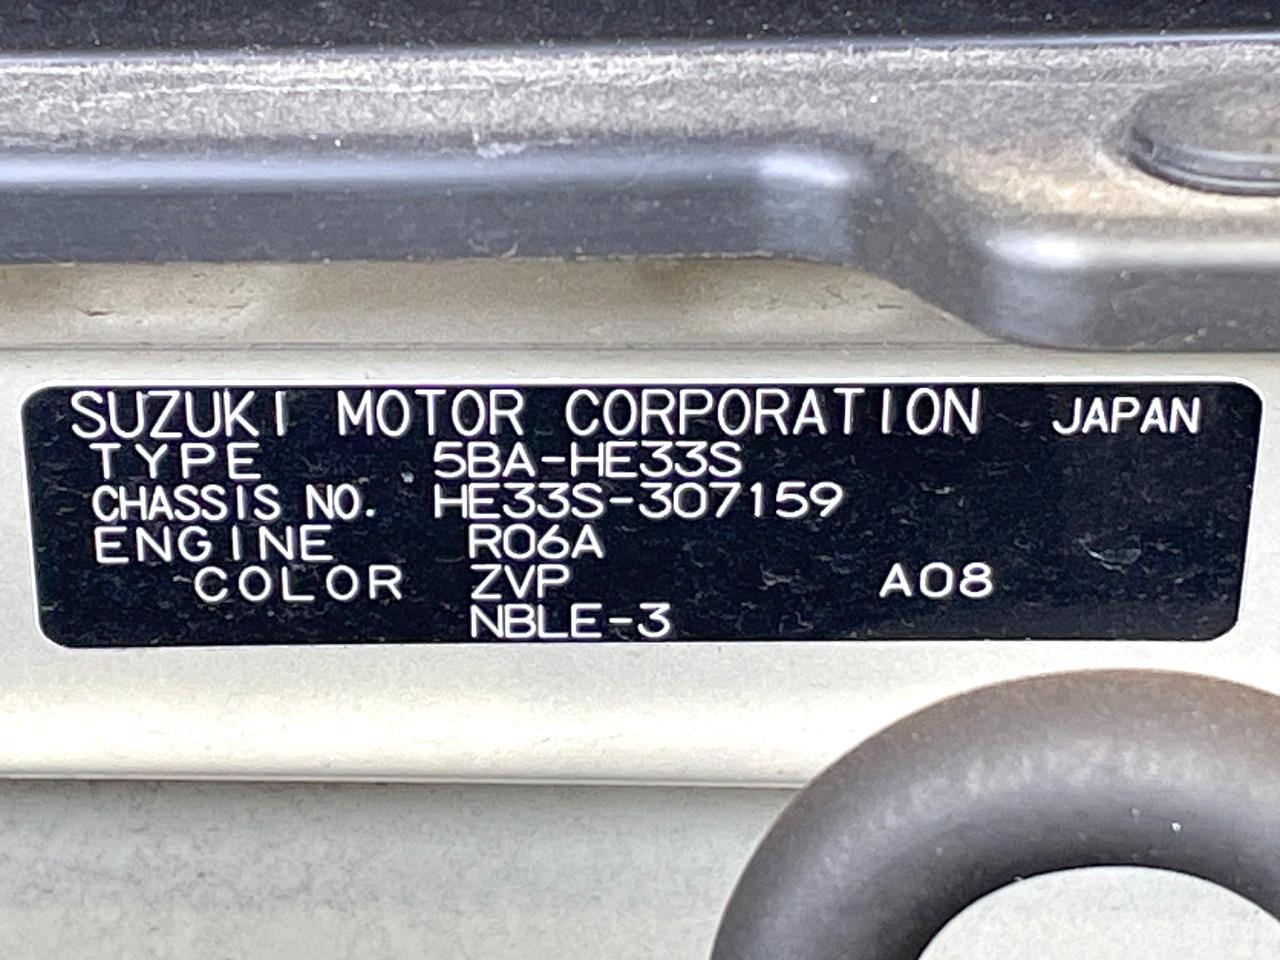 SUZUKI MOTOR CORPORATION JAPAN
TYPE 5BA-HE33S
CHASSIS NO. HE33S-307159
ENGINE R06A
COLOR ZVP A08
NBLE-3